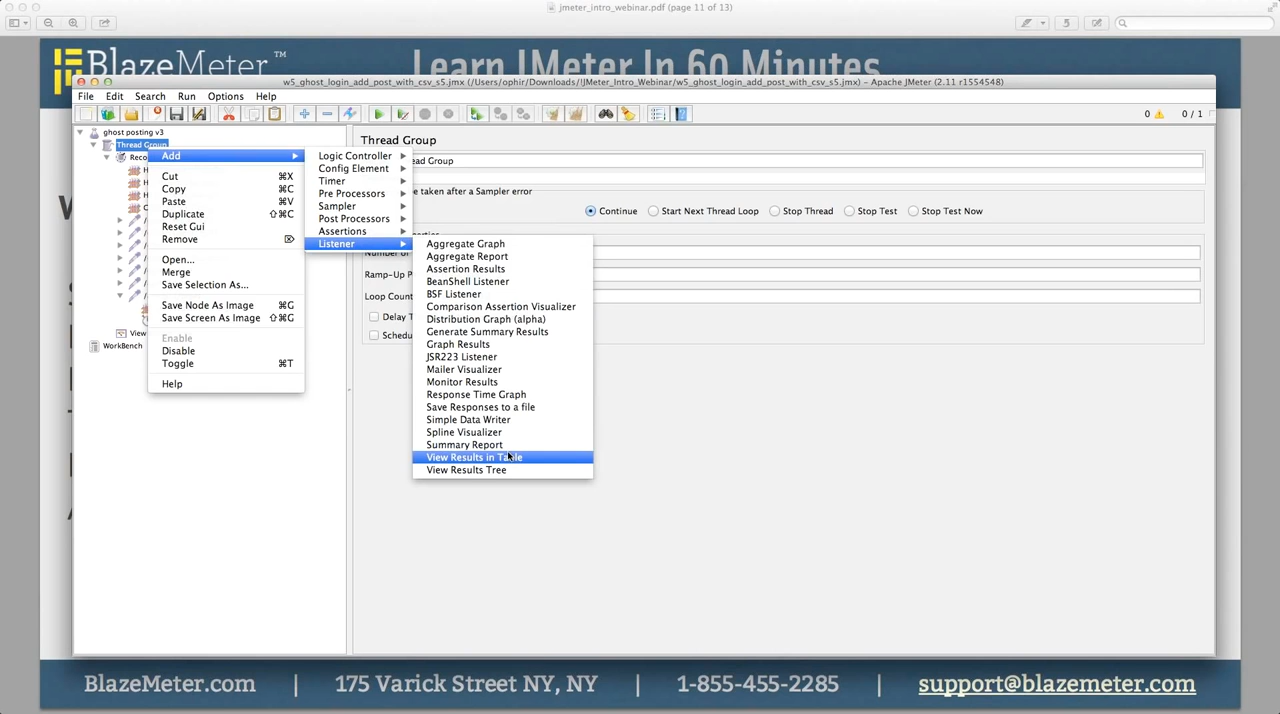 jmeter_intro_webinar.pdf (page 11 of 13)
BlazeMeter™
Learn JMeter In 60 Minutes
w5_ghost_login_add_post_with_csv_s5.jmx (/Users/ophir/Downloads/!JMeter_Intro_Webinar/w5_ghost_login_add_post_with_csv_s5.jmx) - Apache JMeter (2.11 r1554548)
File Edit Search Run Options Help
0 0 / 1
ghost posting v3
Thread Group
Reco
View
WorkBench
Add
Cut ⌘X
Copy ⌘C
Paste ⌘V
Duplicate ⇧⌘C
Reset Gui
Remove ⌦
Open...
Merge
Save Selection As...
Save Node As Image ⌘G
Save Screen As Image ⇧⌘G
Enable
Disable
Toggle ⌘T
Help
Logic Controller
Config Element
Timer
Pre Processors
Sampler
Post Processors
Assertions
Listener
Aggregate Graph
Aggregate Report
Assertion Results
BeanShell Listener
BSF Listener
Comparison Assertion Visualizer
Distribution Graph (alpha)
Generate Summary Results
Graph Results
JSR223 Listener
Mailer Visualizer
Monitor Results
Response Time Graph
Save Responses to a file
Simple Data Writer
Spline Visualizer
Summary Report
View Results in Table
View Results Tree
Thread Group
ead Group
e taken after a Sampler error
Continue Start Next Thread Loop Stop Thread Stop Test Stop Test Now
Number of
Ramp-Up P
Loop Count
Delay T
Schedu
BlazeMeter.com | 175 Varick Street NY, NY | 1-855-455-2285 | support@blazemeter.com